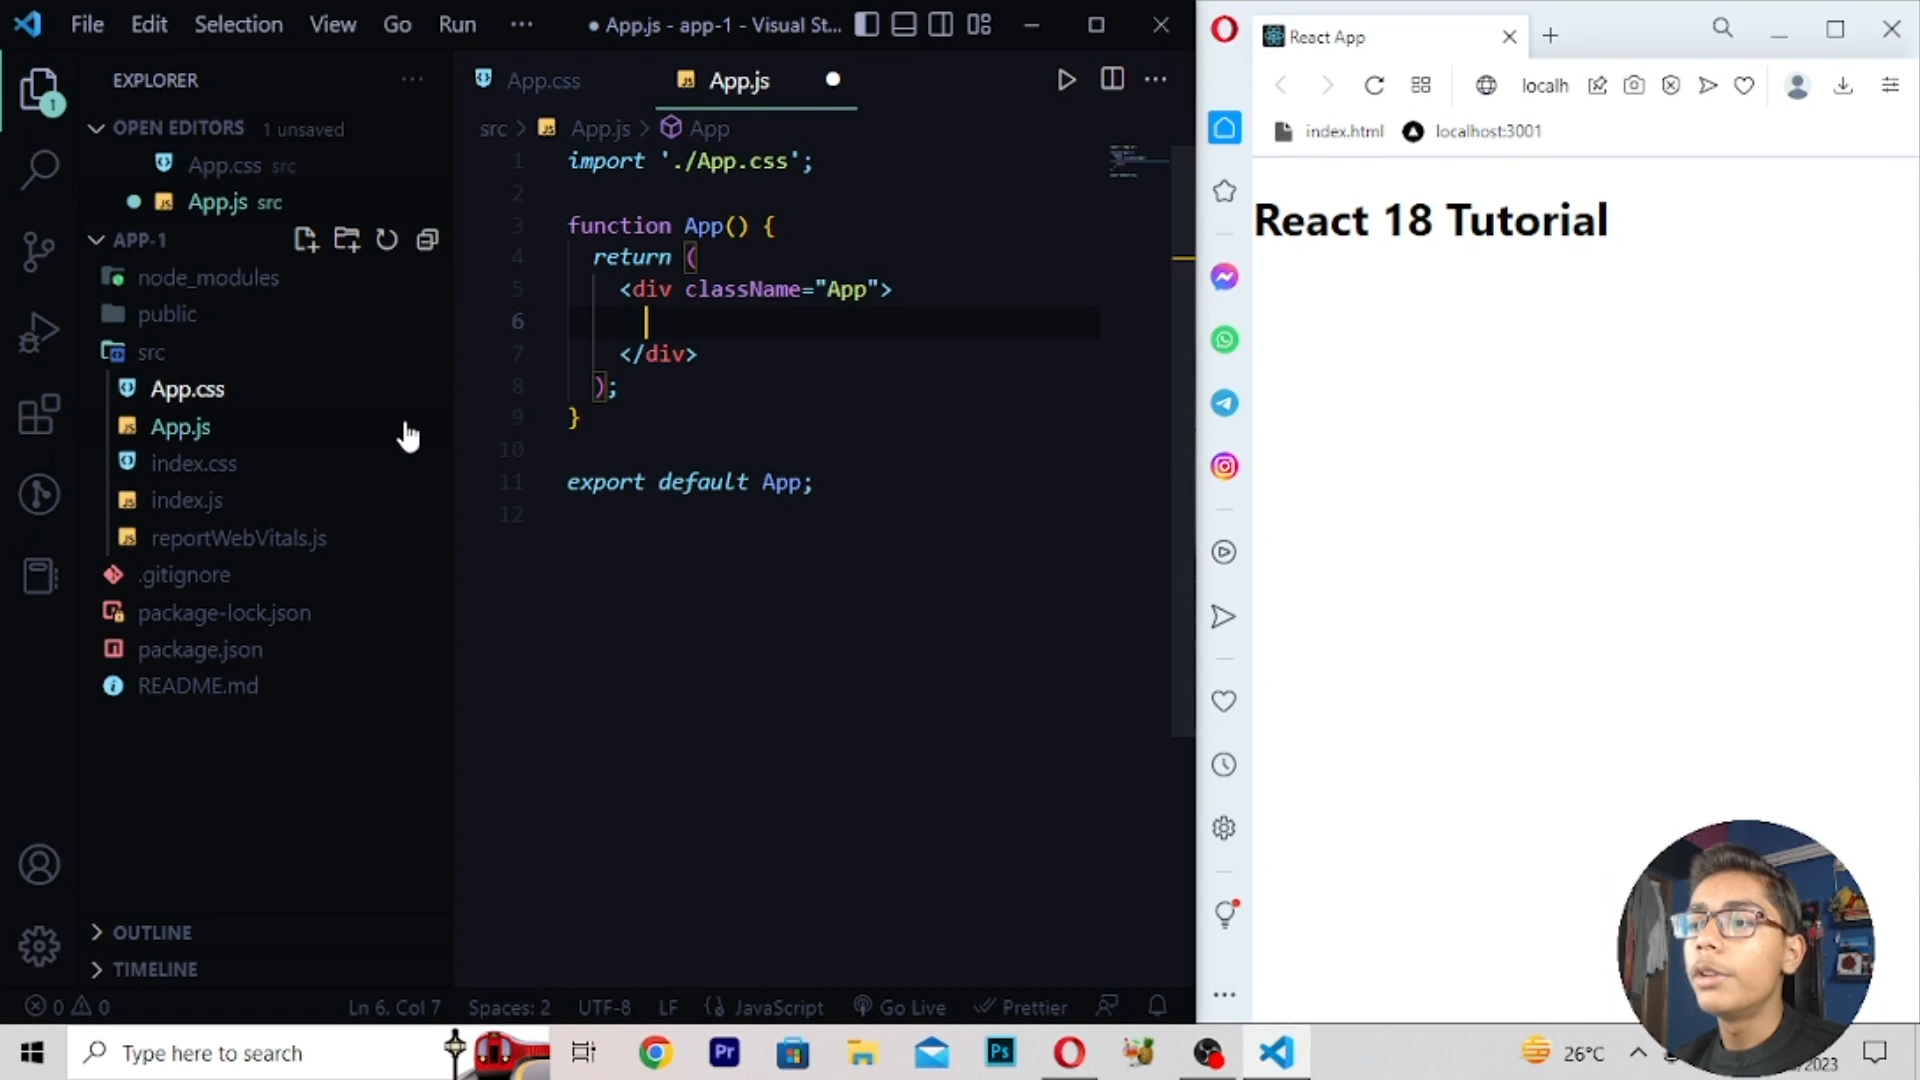 File Edit Selection View Go Run ··· ● App.js - app-1 - Visual St...
EXPLORER ···
OPEN EDITORS 1 unsaved
App.css src
App.js src
APP-1
node_modules
public
src
App.css
App.js
index.css
index.js
reportWebVitals.js
.gitignore
package-lock.json
package.json
README.md
OUTLINE
TIMELINE
App.css App.js
src > App.js > App
1 import './App.css';
2
3 function App() {
4 return (
5 <div className="App">
6
7 </div>
8 );
9 }
10
11 export default App;
12
0 0 Ln 6, Col 7 Spaces: 2 UTF-8 LF JavaScript Go Live Prettier
React App
localh
index.html localhost:3001
React 18 Tutorial
Type here to search
Pr
Ps
26°C